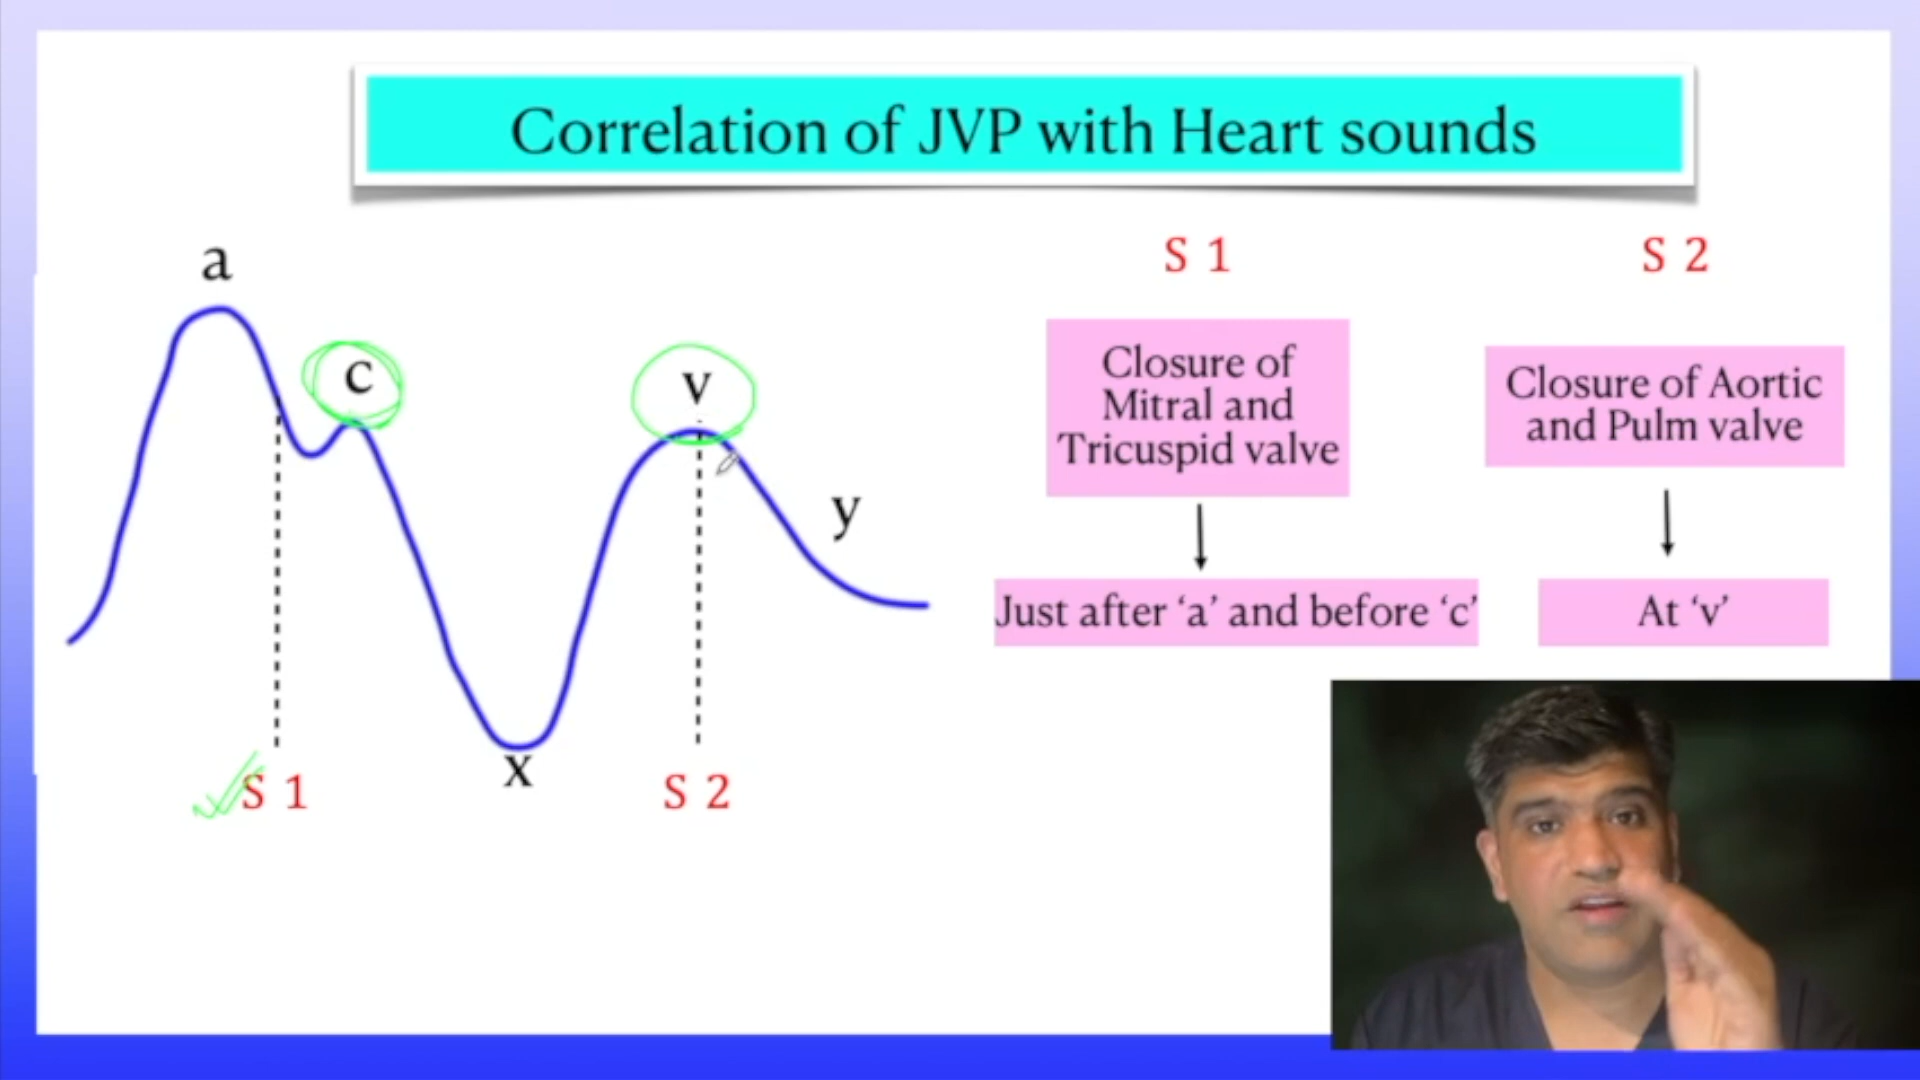 Correlation of JVP with Heart sounds
a
c
v
y
x
S 1
S 2
S 1
Closure of
Mitral and
Tricuspid valve
Just after ‘a’ and before ‘c’
S 2
Closure of Aortic
and Pulm valve
At ‘v’